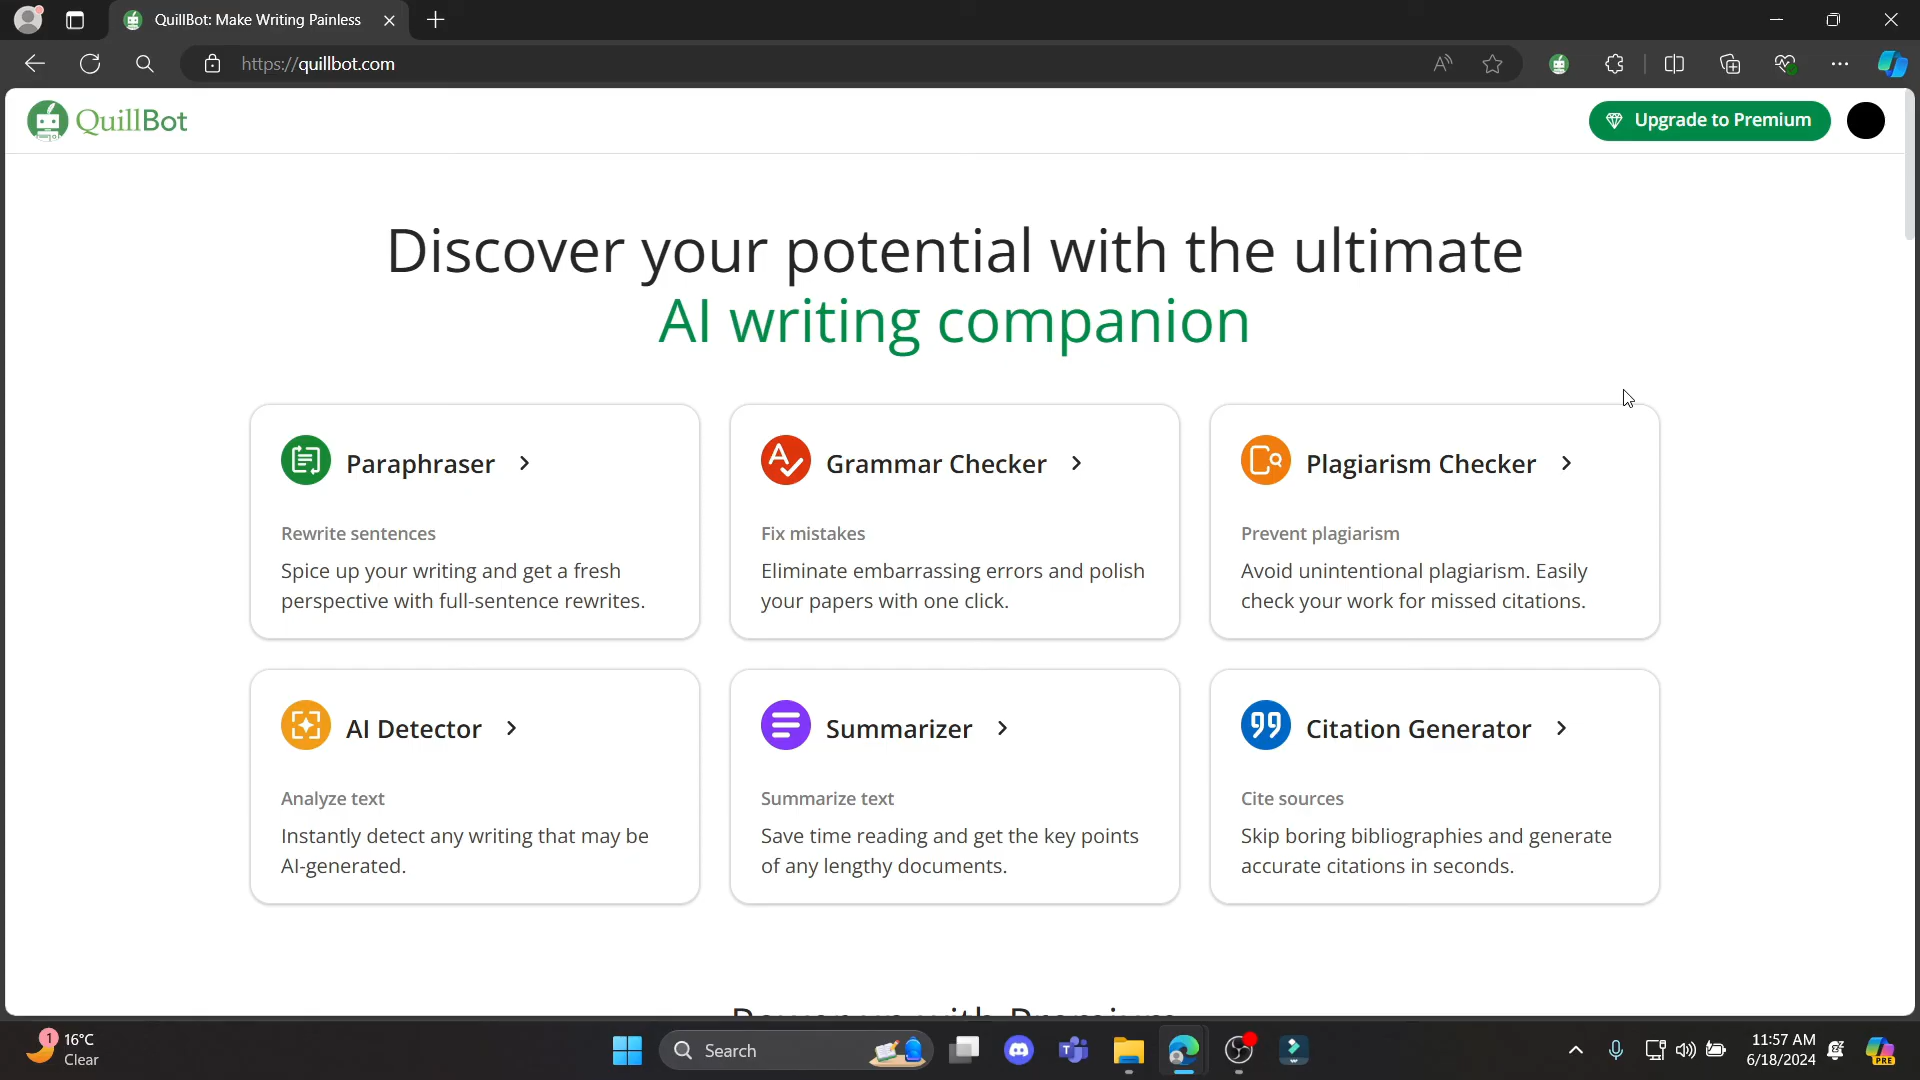 QuillBot: Make Writing Painless
https://quillbot.com
QuillBot
Upgrade to Premium
Discover your potential with the ultimate
AI writing companion
Paraphraser
Rewrite sentences
Spice up your writing and get a fresh
perspective with full-sentence rewrites.
Grammar Checker
Fix mistakes
Eliminate embarrassing errors and polish
your papers with one click.
Plagiarism Checker
Prevent plagiarism
Avoid unintentional plagiarism. Easily
check your work for missed citations.
AI Detector
Analyze text
Instantly detect any writing that may be
AI-generated.
Summarizer
Summarize text
Save time reading and get the key points
of any lengthy documents.
Citation Generator
Cite sources
Skip boring bibliographies and generate
accurate citations in seconds.
1
16°C
Clear
Search
11:57 AM
6/18/2024
PRE